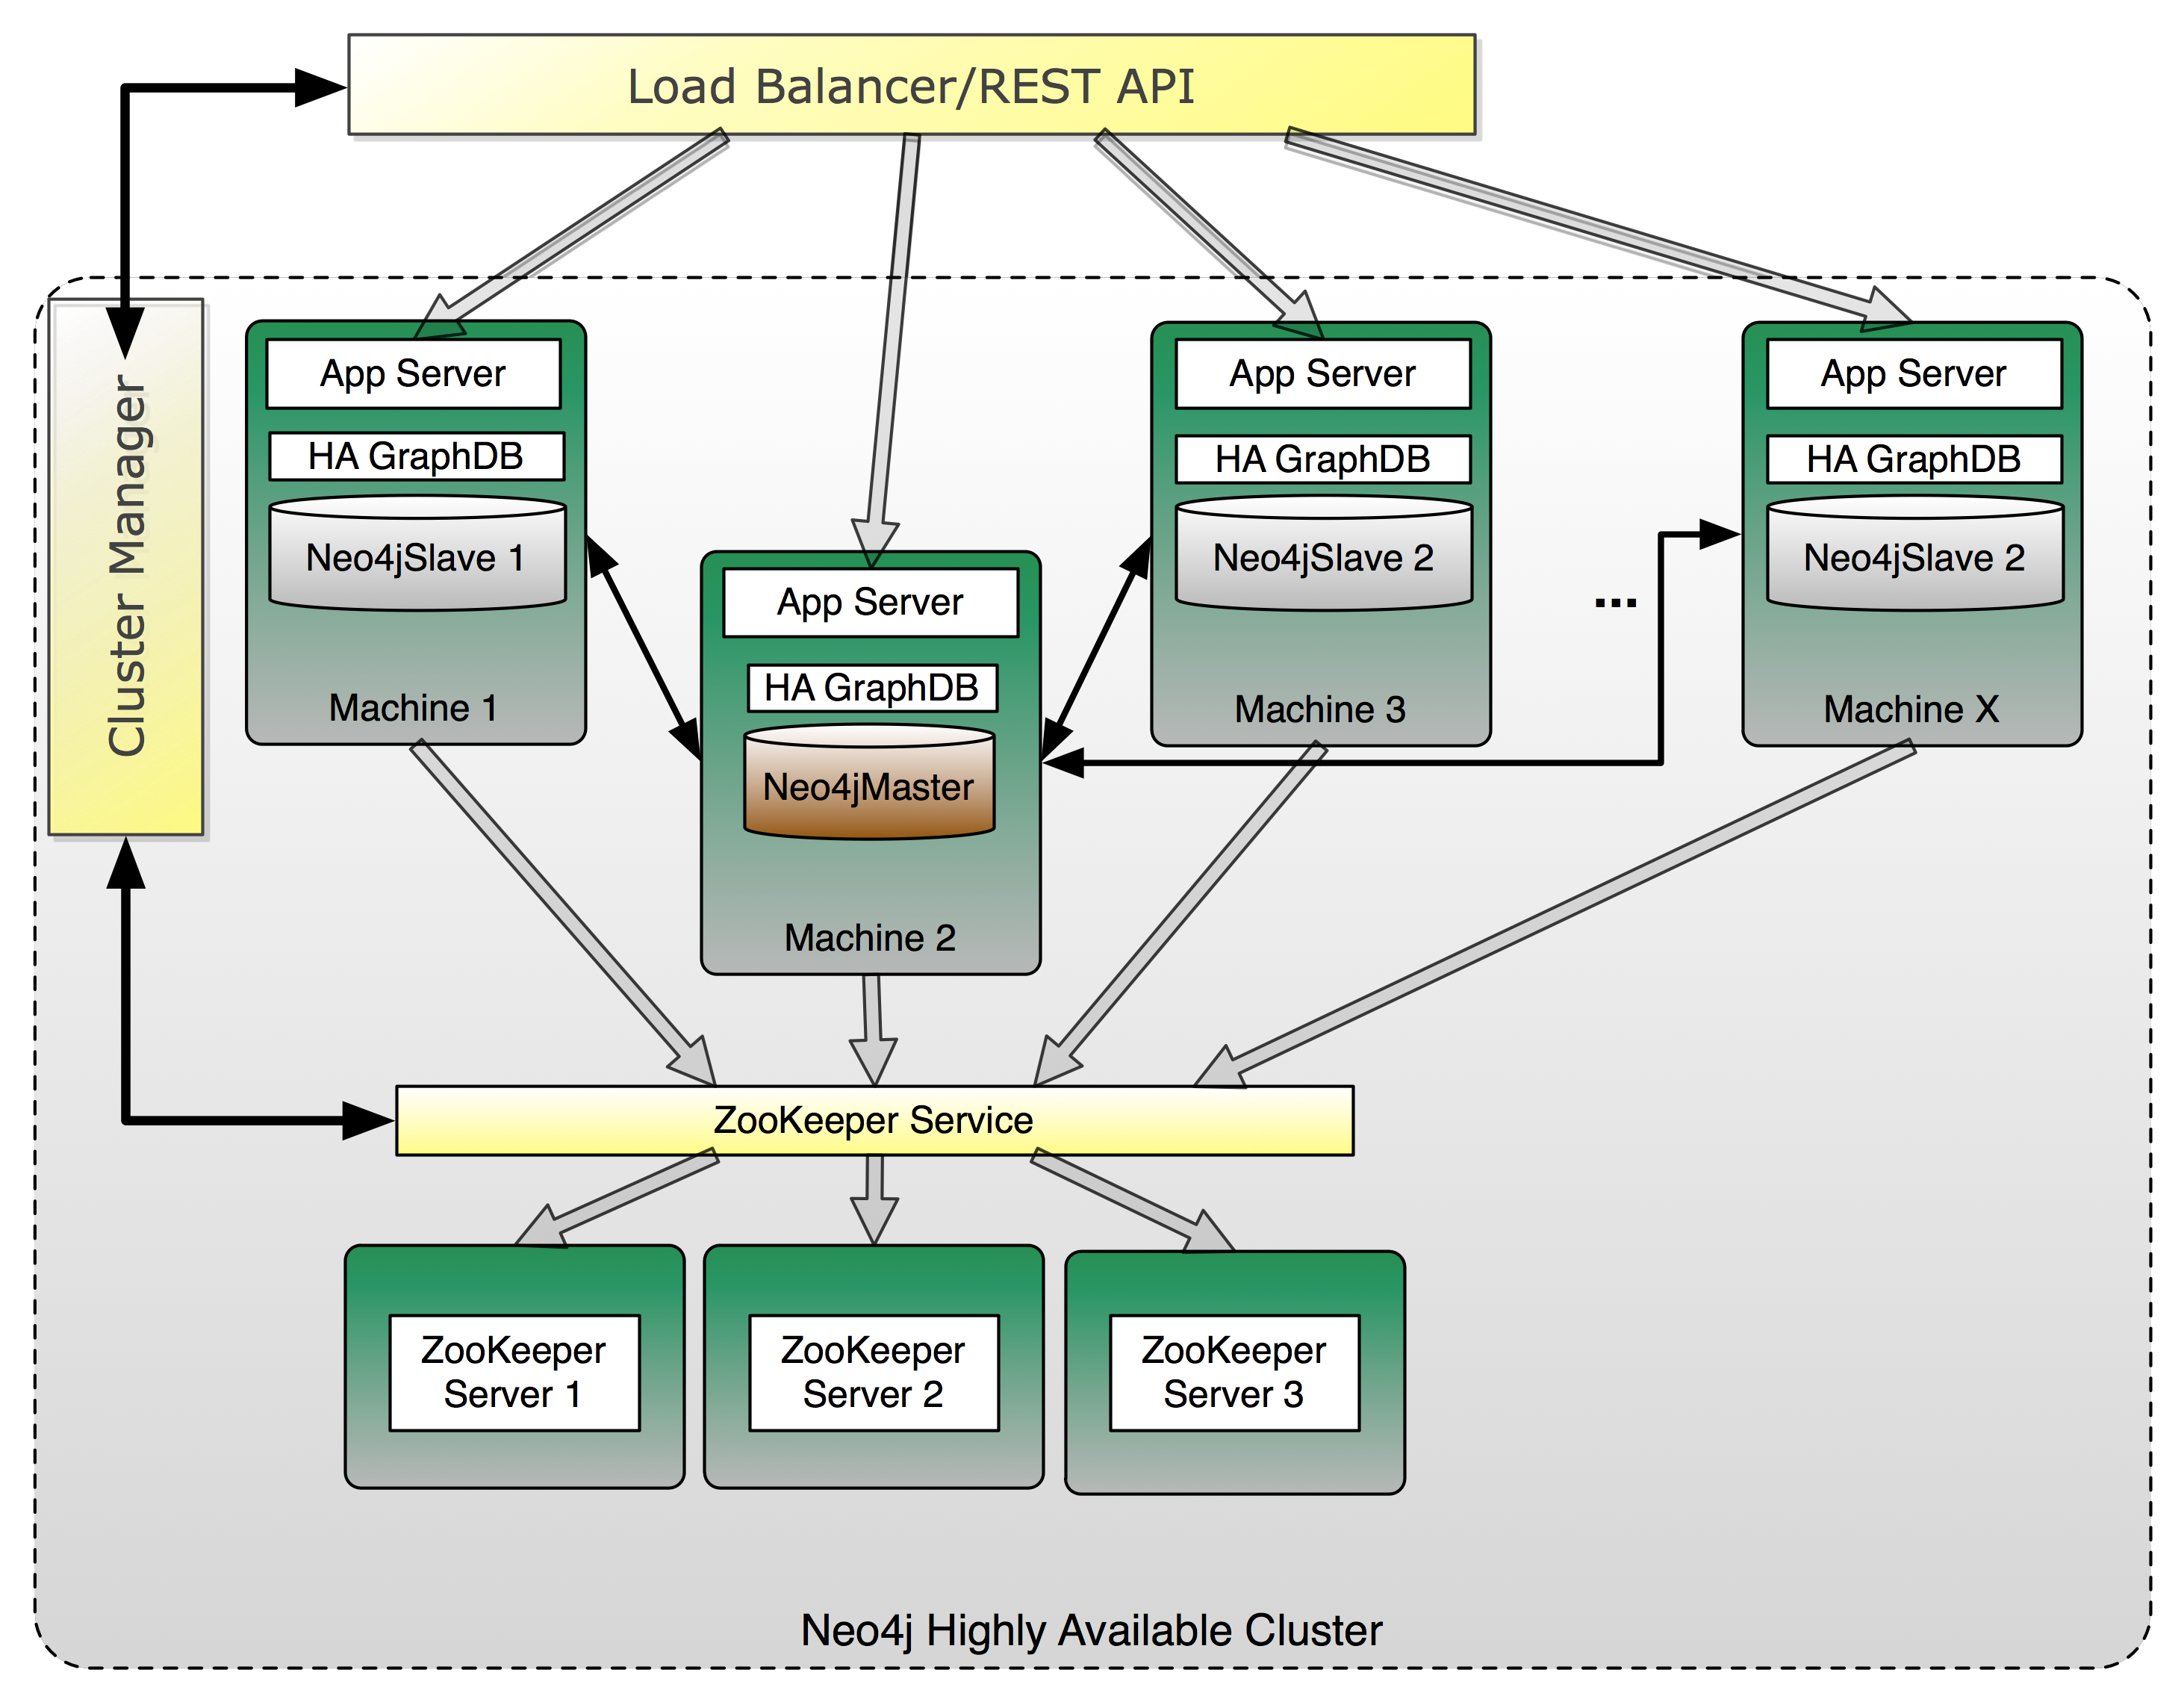 Load Balancer/REST API
Cluster Manager
App Server
HA GraphDB
Neo4jSlave 1
Machine 1
App Server
HA GraphDB
Neo4jMaster
Machine 2
App Server
HA GraphDB
Neo4jSlave 2
Machine 3
...
App Server
HA GraphDB
Neo4jSlave 2
Machine X
ZooKeeper Service
ZooKeeper
Server 1
ZooKeeper
Server 2
ZooKeeper
Server 3
Neo4j Highly Available Cluster